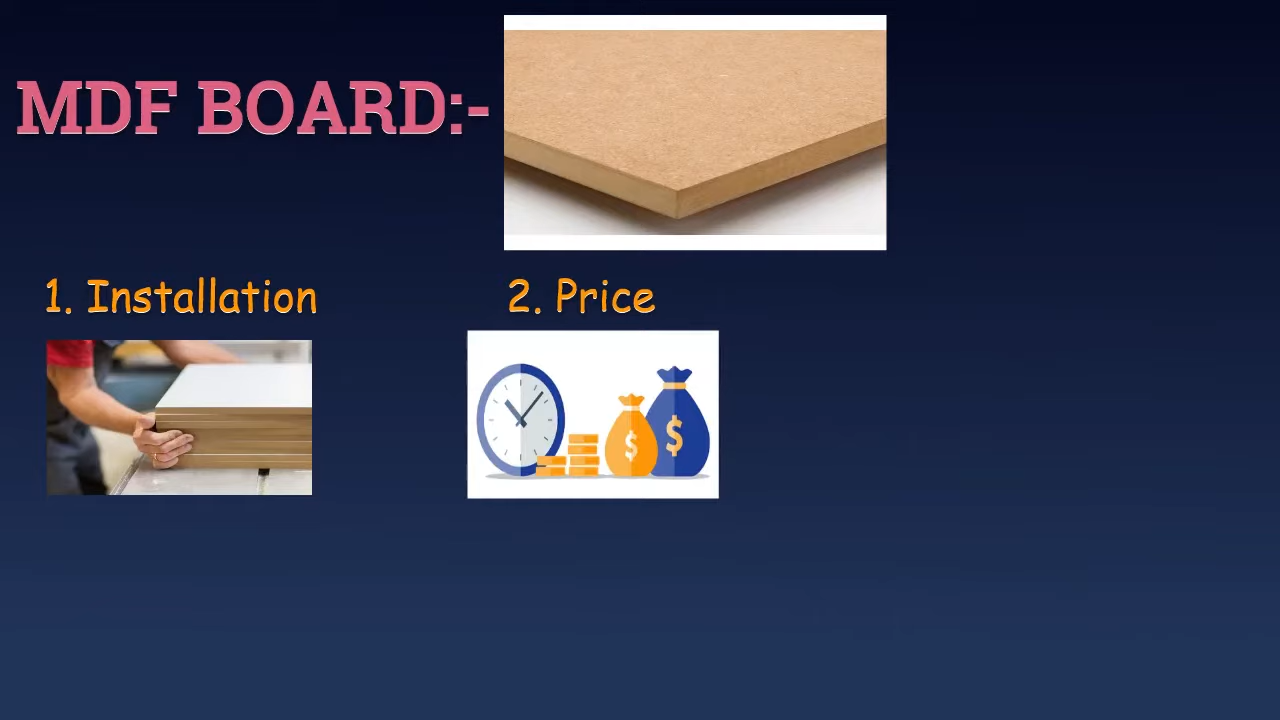 MDF BOARD:-
1. Installation
2. Price
$
$